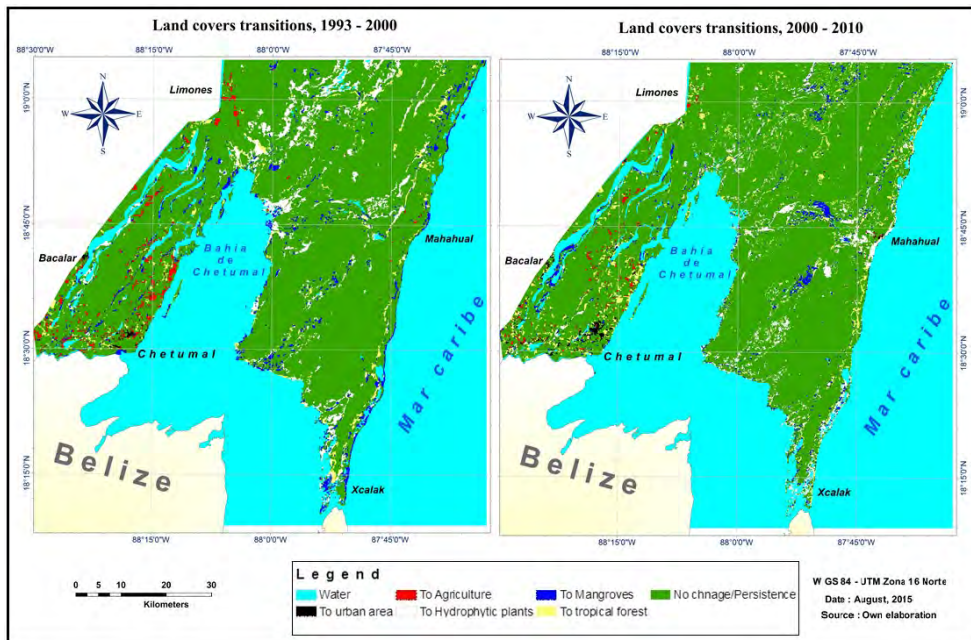 Land covers transitions, 1993 - 2000
88°30'0"W 88°15'0"W 88°0'0"W 87°45'0"W
N
W E
S
Limones
19°0'0"N
18°45'0"N
Bacalar
Bahia
de
Chetumal
Mahahual
18°30'0"N
Chetumal
Mar caribe
Belize
18°15'0"N
Xcalak
88°15'0"W 88°0'0"W 87°45'0"W
Land covers transitions, 2000 - 2010
88°15'0"W 88°0'0"W 87°45'0"W
N
W E
S
Limones
19°0'0"N
18°45'0"N
Bacalar
Bahia
de
Chetumal
Mahahual
18°30'0"N
Chetumal
Mar caribe
Belize
18°15'0"N
Xcalak
88°15'0"W 88°0'0"W 87°45'0"W
0 5 10 20 30
Kilometers
Legend
Water To Agriculture To Mangroves No chnage/Persistence
To urban area To Hydrophytic plants To tropical forest
W GS 84 - UTM Zona 16 Norte
Date : August, 2015
Source : Own elaboration